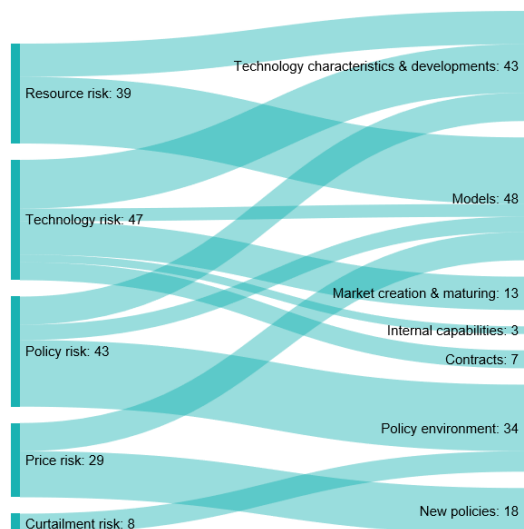 Technology characteristics & developments: 43
Resource risk: 39
Models: 48
Technology risk: 47
Market creation & maturing: 13
Internal capabilities: 3
Policy risk: 43
Contracts: 7
Policy environment: 34
Price risk: 29
New policies: 18
Curtailment risk: 8